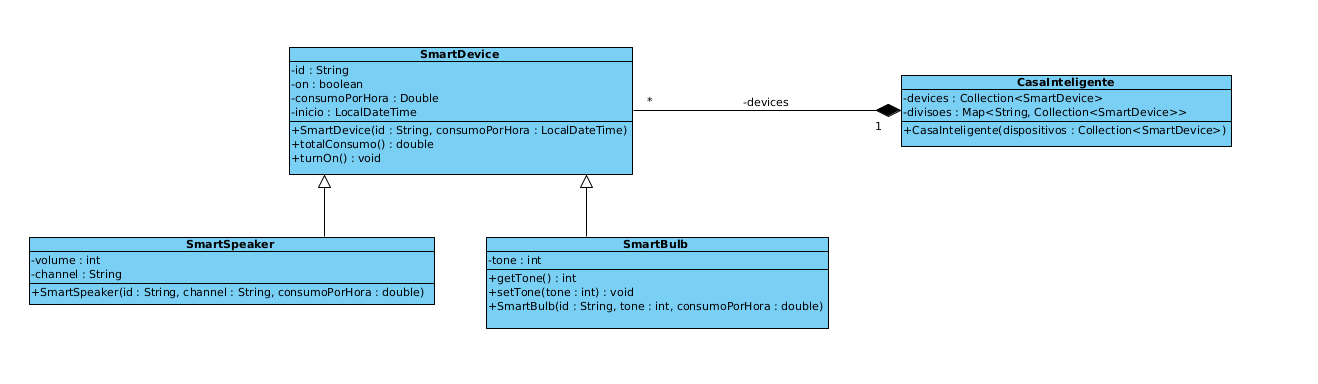 SmartDevice
-id : String
-on : boolean
-consumoPorHora : Double
-inicio : LocalDateTime
+SmartDevice(id : String, consumoPorHora : LocalDateTime)
+totalConsumo() : double
+turnOn() : void
*
-devices
1
CasaInteligente
-devices : Collection<SmartDevice>
-divisoes : Map<String, Collection<SmartDevice>>
+CasaInteligente(dispositivos : Collection<SmartDevice>)
SmartSpeaker
-volume : int
-channel : String
+SmartSpeaker(id : String, channel : String, consumoPorHora : double)
SmartBulb
-tone : int
+getTone() : int
+setTone(tone : int) : void
+SmartBulb(id : String, tone : int, consumoPorHora : double)